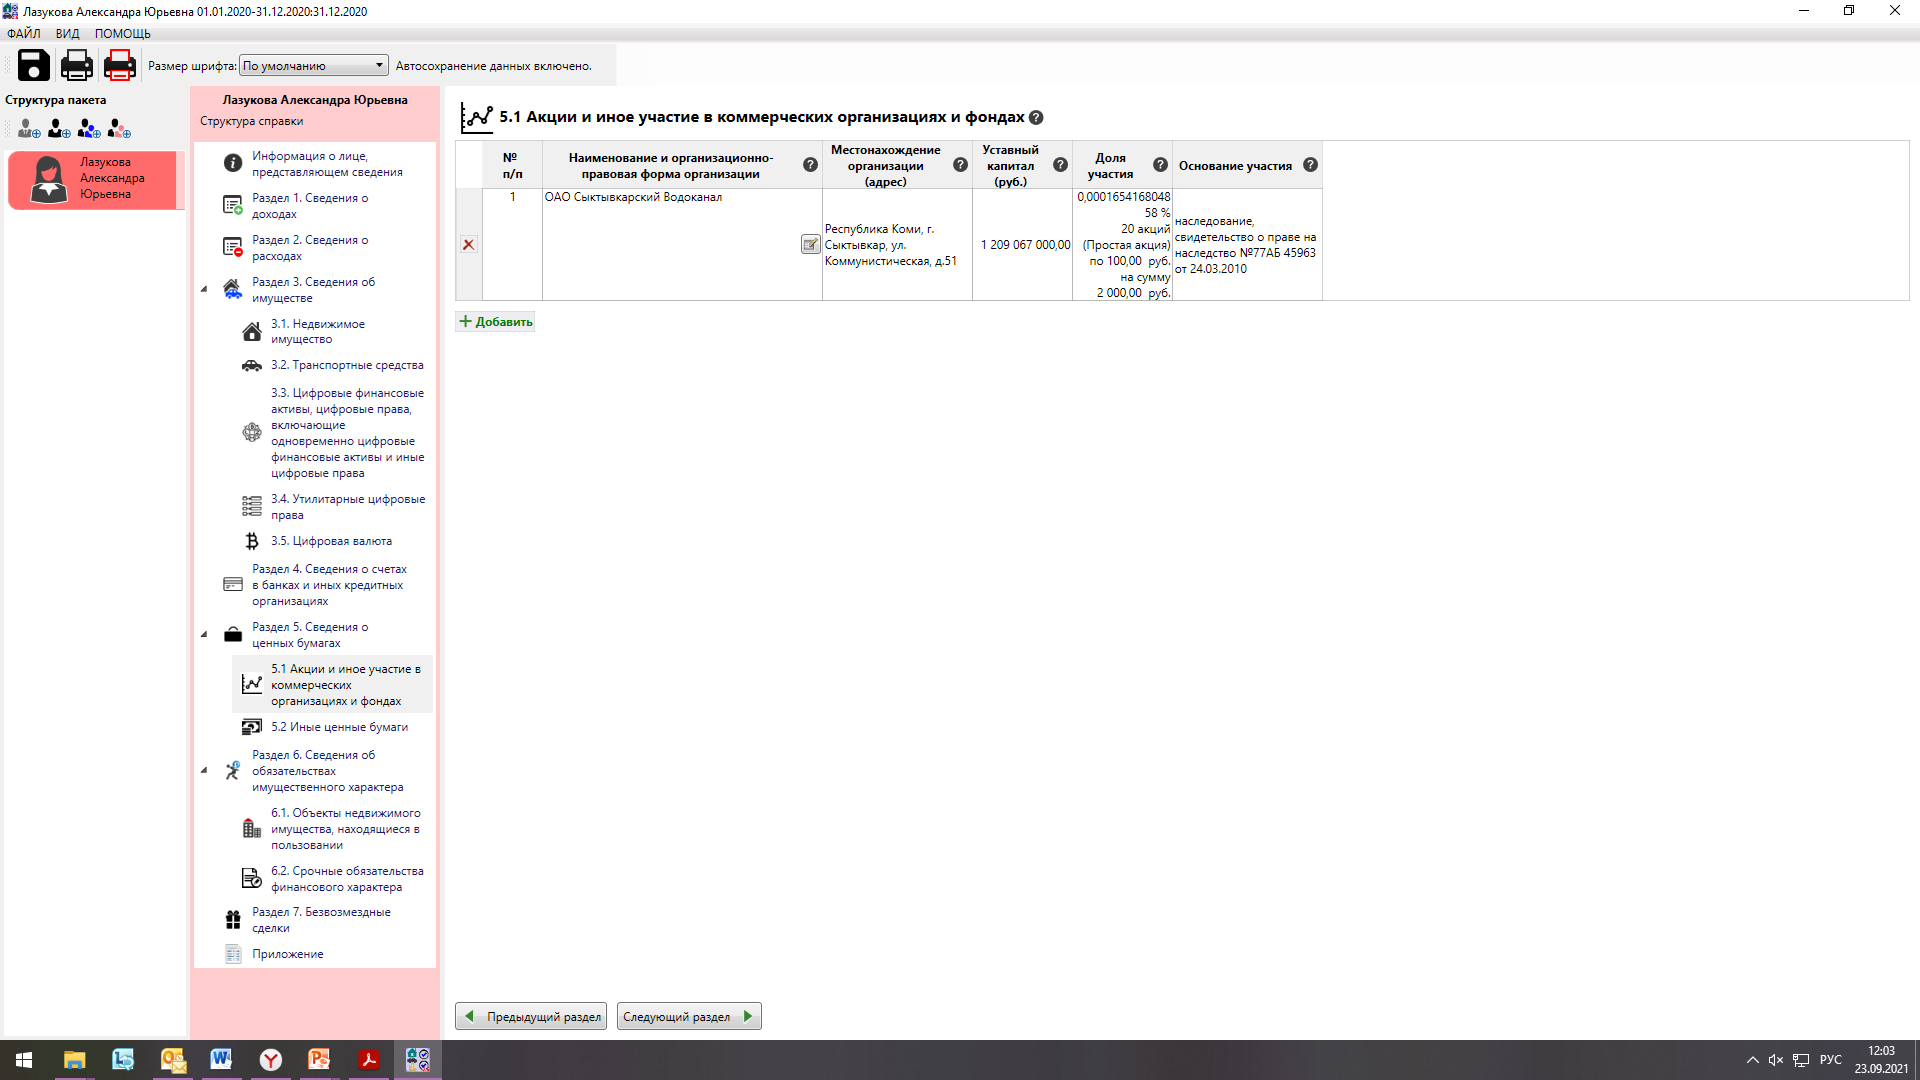 Лазукова Александра Юрьевна 01.01.2020-31.12.2020:31.12.2020
ФАЙЛ ВИД ПОМОЩЬ
Размер шрифта: По умолчанию Автосохранение данных включено.
Структура пакета
Лазукова
Александра
Юрьевна
Лазукова Александра Юрьевна
Структура справки
Информация о лице,
представляющем сведения
Раздел 1. Сведения о
доходах
Раздел 2. Сведения о
расходах
Раздел 3. Сведения об
имуществе
3.1. Недвижимое
имущество
3.2. Транспортные средства
3.3. Цифровые финансовые
активы, цифровые права,
включающие
одновременно цифровые
финансовые активы и иные
цифровые права
3.4. Утилитарные цифровые
права
3.5. Цифровая валюта
Раздел 4. Сведения о счетах
в банках и иных кредитных
организациях
Раздел 5. Сведения о
ценных бумагах
5.1 Акции и иное участие в
коммерческих
организациях и фондах
5.2 Иные ценные бумаги
Раздел 6. Сведения об
обязательствах
имущественного характера
6.1. Объекты недвижимого
имущества, находящиеся в
пользовании
6.2. Срочные обязательства
финансового характера
Раздел 7. Безвозмездные
сделки
Приложение
5.1 Акции и иное участие в коммерческих организациях и фондах
№
п/п
Наименование и организационно-
правовая форма организации
Местонахождение
организации
(адрес)
Уставный
капитал
(руб.)
Доля
участия
Основание участия
1
ОАО Сыктывкарский Водоканал
Республика Коми, г.
Сыктывкар, ул.
Коммунистическая, д.51
1 209 067 000,00
0,0001654168048
58 %
20 акций
(Простая акция)
по 100,00 руб.
на сумму
2 000,00 руб.
наследование,
свидетельство о праве на
наследство №77АБ 45963
от 24.03.2010
Добавить
Предыдущий раздел
Следующий раздел
РУС
12:03
23.09.2021